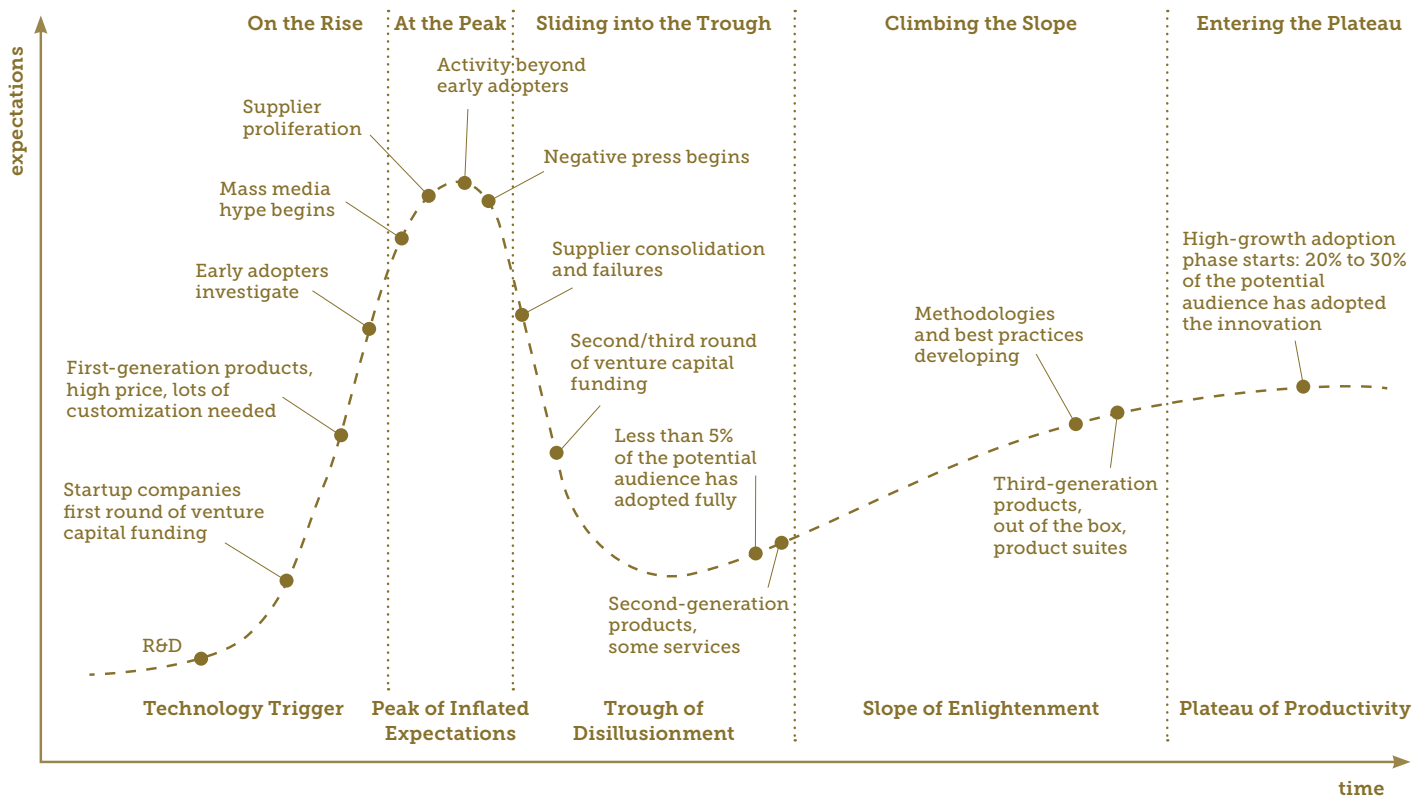 On the Rise
At the Peak
Sliding into the Trough
Climbing the Slope
Entering the Plateau
expectations
Activity beyond
early adopters
Supplier
proliferation
Negative press begins
Mass media
hype begins
Early adopters
investigate
Supplier consolidation
and failures
High-growth adoption
phase starts: 20% to 30%
of the potential
audience has adopted
the innovation
Methodologies
and best practices
developing
Second/third round
of venture capital
funding
First-generation products,
high price, lots of
customization needed
Less than 5%
of the potential
audience has
adopted fully
Startup companies
first round of venture
capital funding
Third-generation
products,
out of the box,
product suites
Second-generation
products,
some services
R&D
Technology Trigger
Peak of Inflated
Expectations
Trough of
Disillusionment
Slope of Enlightenment
Plateau of Productivity
time